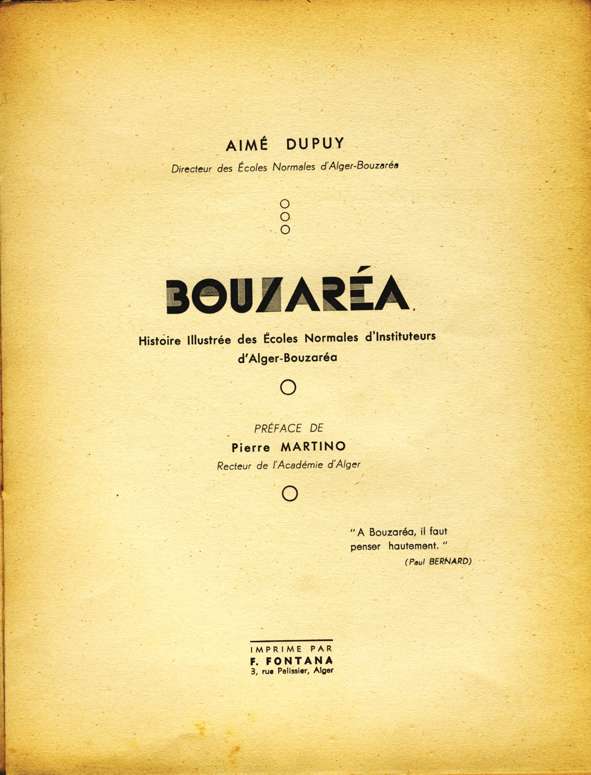 AIMÉ DUPUY
Directeur des Écoles Normales d'Alger-Bouzaréa
BOUZARÉA.
Histoire Illustrée des Écoles Normales d'Instituteurs
d'Alger-Bouzaréa
PRÉFACE DE
Pierre MARTINO
Recteur de l'Académie d'Alger
"A Bouzaréa, il faut
penser hautement."
(Paul BERNARD)
IMPRIME PAR
F. FONTANA
3, rue Pelissier, Alger